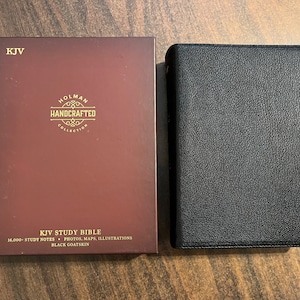 KJV
HOLMAN
HANDCRAFTED
COLLECTION
KJV STUDY BIBLE
16,000+ STUDY NOTES • PHOTOS, MAPS, ILLUSTRATIONS
BLACK GOATSKIN